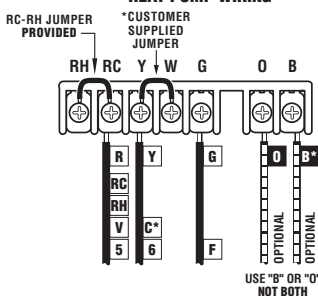 HEAT PUMP WIRING
RC-RH JUMPER
PROVIDED
*CUSTOMER
SUPPLIED
JUMPER
RH RC Y W G O B
R Y G O B*
RC
RH
V C*
5 6 F
OPTIONAL
OPTIONAL
USE "B" OR "O"
NOT BOTH